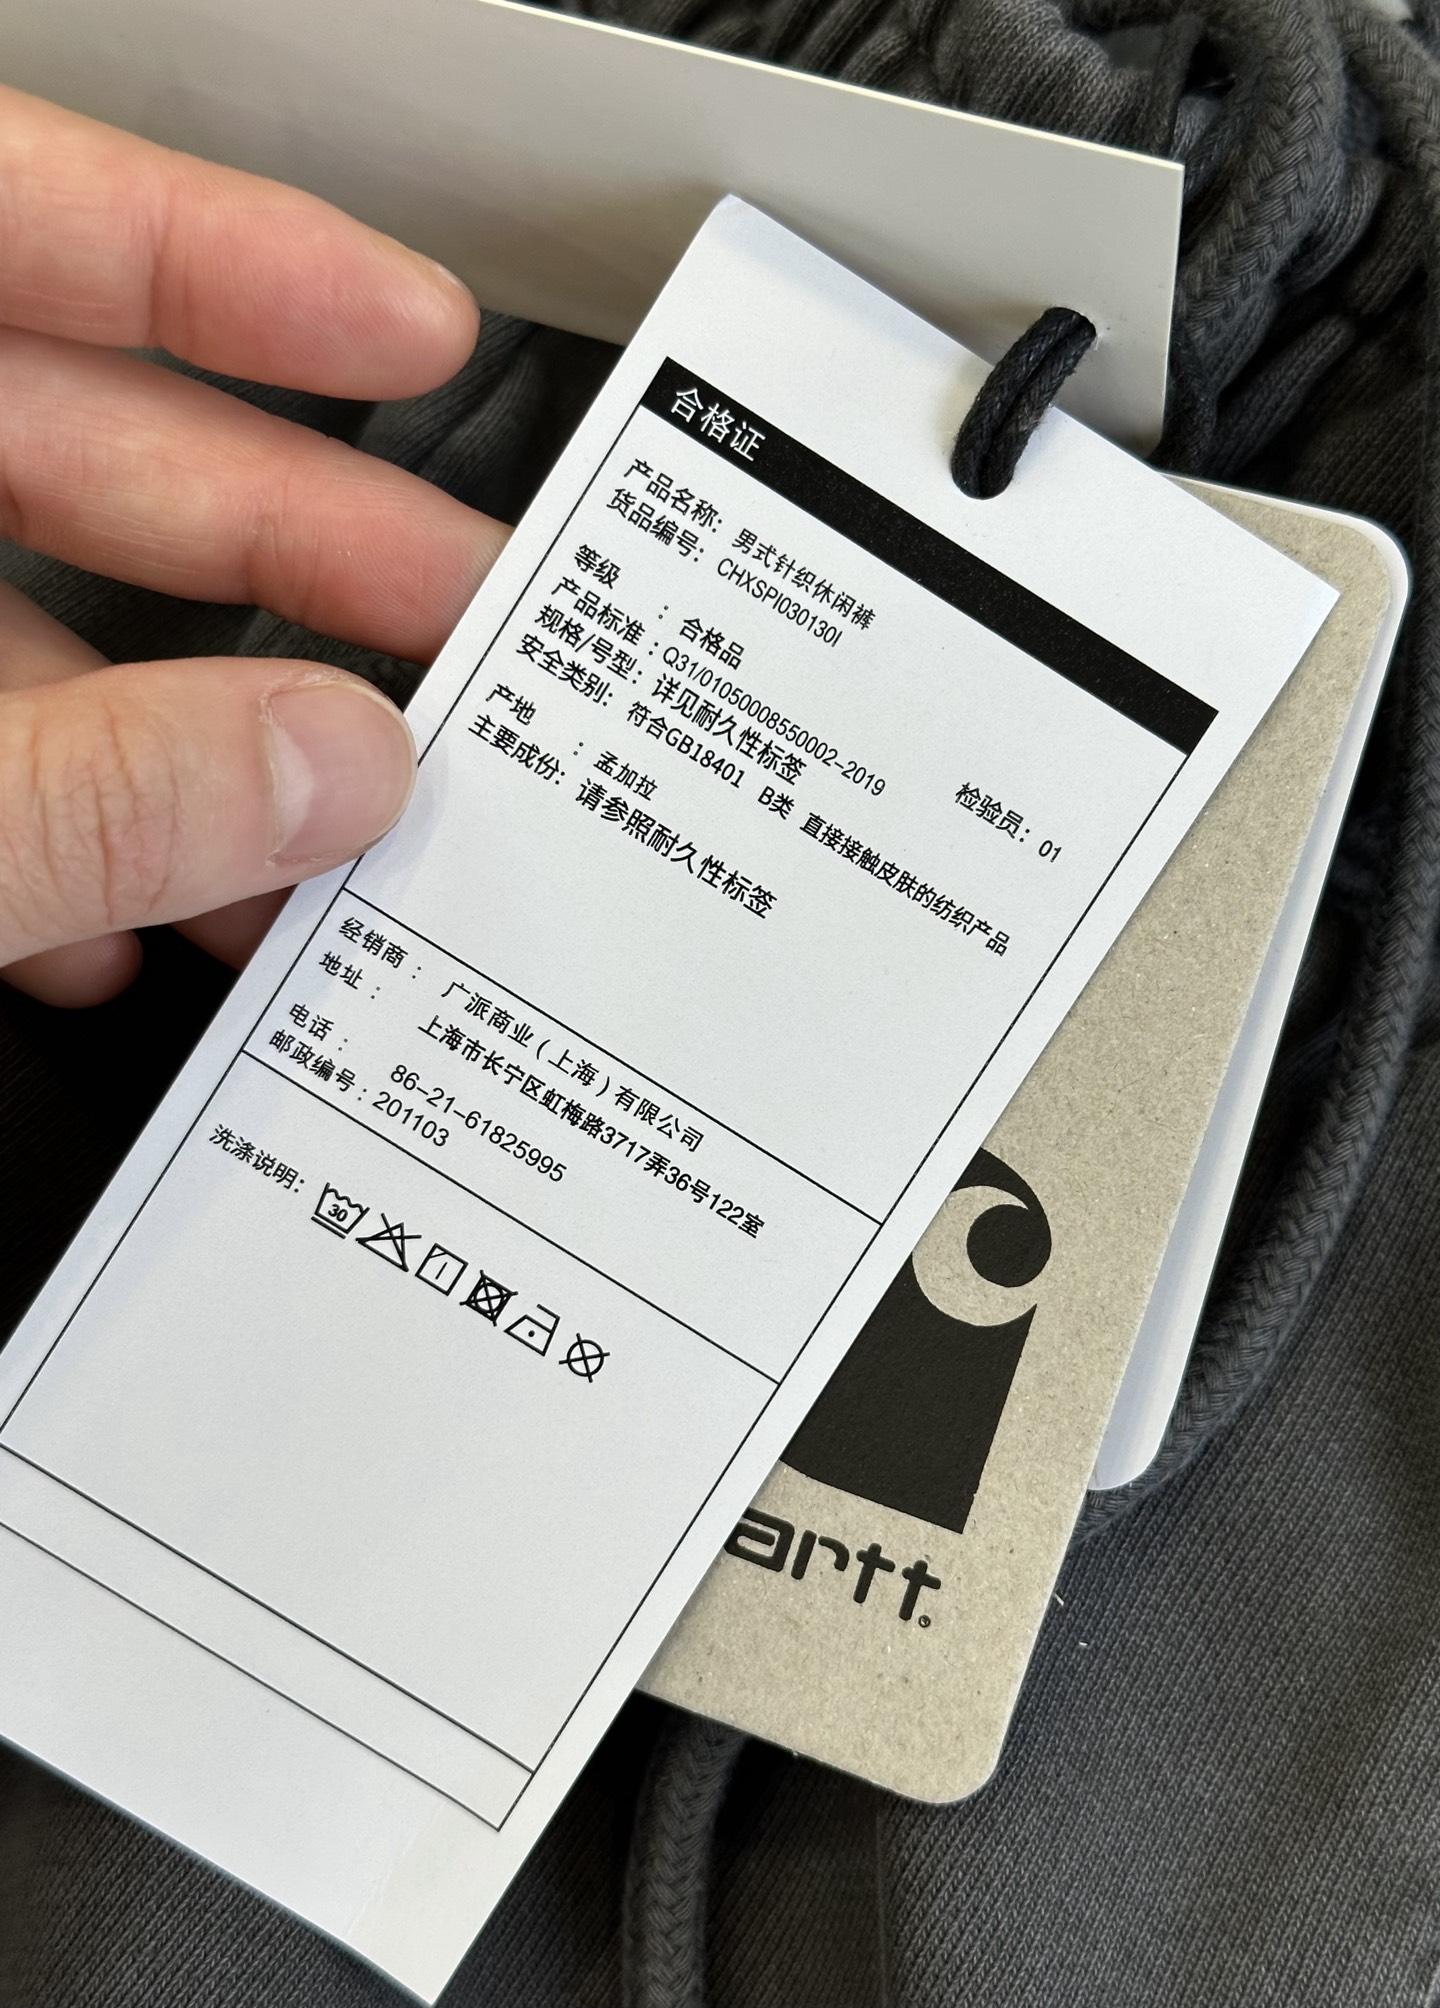 合格证
产品名称: 男式针织休闲裤
货品编号: CHXSPI030130I
等级 : 合格品
检验员: 01
产品标准 : Q31/01050008550002-2019
规格/号型: 详见耐久性标签
安全类别: 符合GB18401 B类 直接接触皮肤的纺织产品
产地 : 孟加拉
主要成份: 请参照耐久性标签
经销商 : 广派商业(上海)有限公司
地址 : 上海市长宁区虹梅路3717弄36号122室
电话 : 86-21-61825995
邮政编号 : 201103
洗涤说明:
30
artt®